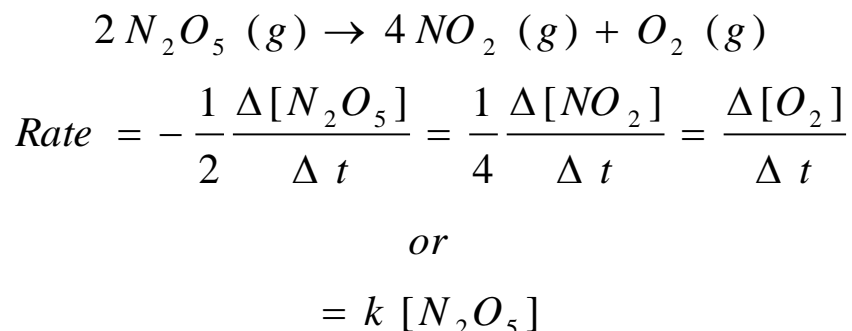 2 N₂O₅ (g) → 4 NO₂ (g) + O₂ (g)
Rate = − 1/2 Δ[N₂O₅]/Δ t = 1/4 Δ[NO₂]/Δ t = Δ[O₂]/Δ t
or
= k [N₂O₅]